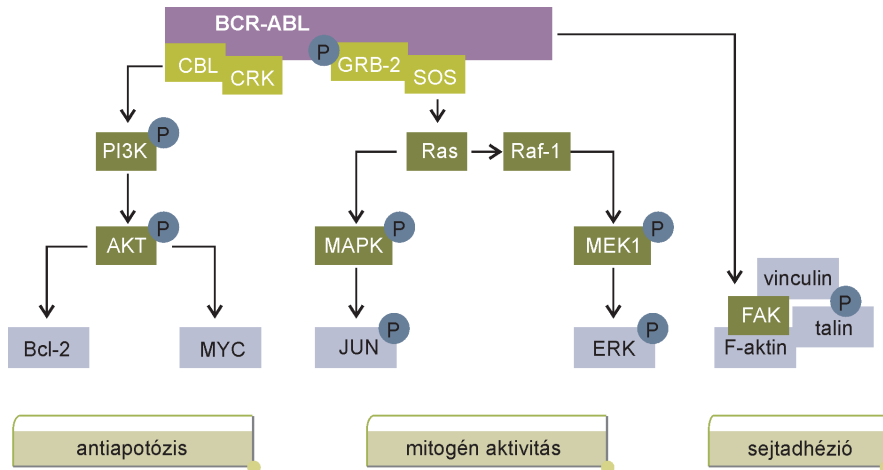 BCR-ABL
P
CBL
CRK
GRB-2
SOS
PI3K
P
Ras
Raf-1
AKT
P
MAPK
P
MEK1
P
Bcl-2
MYC
JUN
P
ERK
P
vinculin
P
FAK
talin
F-aktin
antiapotózis
mitogén aktivitás
sejtadhézió